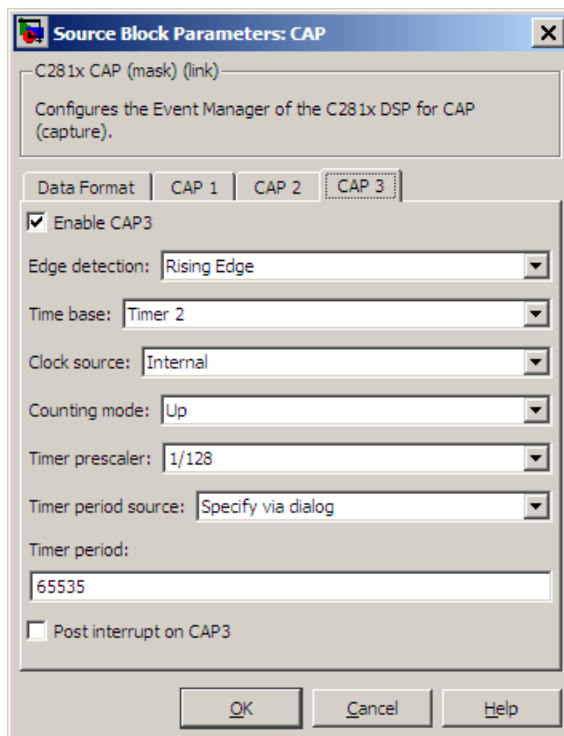 Source Block Parameters: CAP
C281x CAP (mask) (link)
Configures the Event Manager of the C281x DSP for CAP
(capture).
Data Format CAP 1 CAP 2 CAP 3
Enable CAP3
Edge detection: Rising Edge
Time base: Timer 2
Clock source: Internal
Counting mode: Up
Timer prescaler: 1/128
Timer period source: Specify via dialog
Timer period:
65535
Post interrupt on CAP3
OK Cancel Help